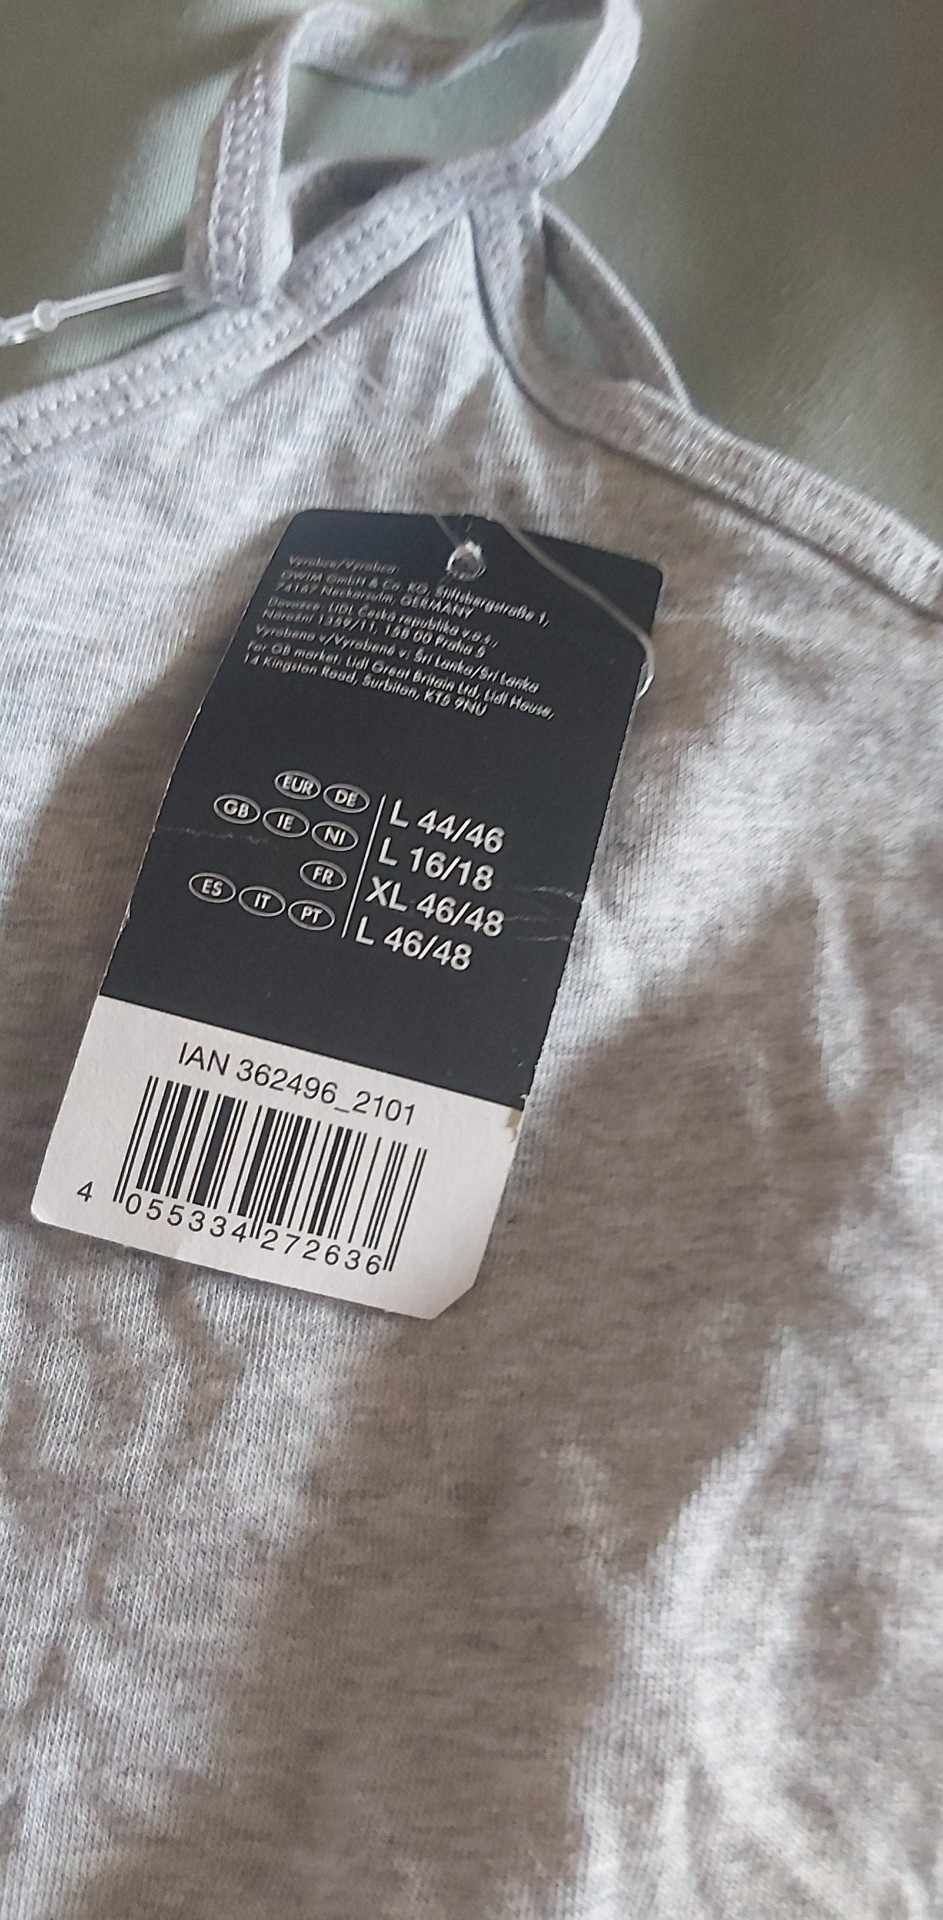 Výrobce/Výrobca
OWIM GmbH & Co. KG, Stiftsbergstraße 1,
74167 Neckarsulm, GERMANY
Dovozce, LIDL Česká republika v.o.s.,
Nárožní 1359/11, 158 00 Praha 5
Vyrobeno v/Vyrobené v: Srí Lanka/Srí Lanka
For GB market, Lidl Great Britain Ltd, Lidl House,
14 Kingston Road, Surbiton, KT5 9NU
EUR DE L 44/46
GB IE NI L 16/18
FR XL 46/48
ES IT PT L 46/48
IAN 362496_2101
4 055334 272636